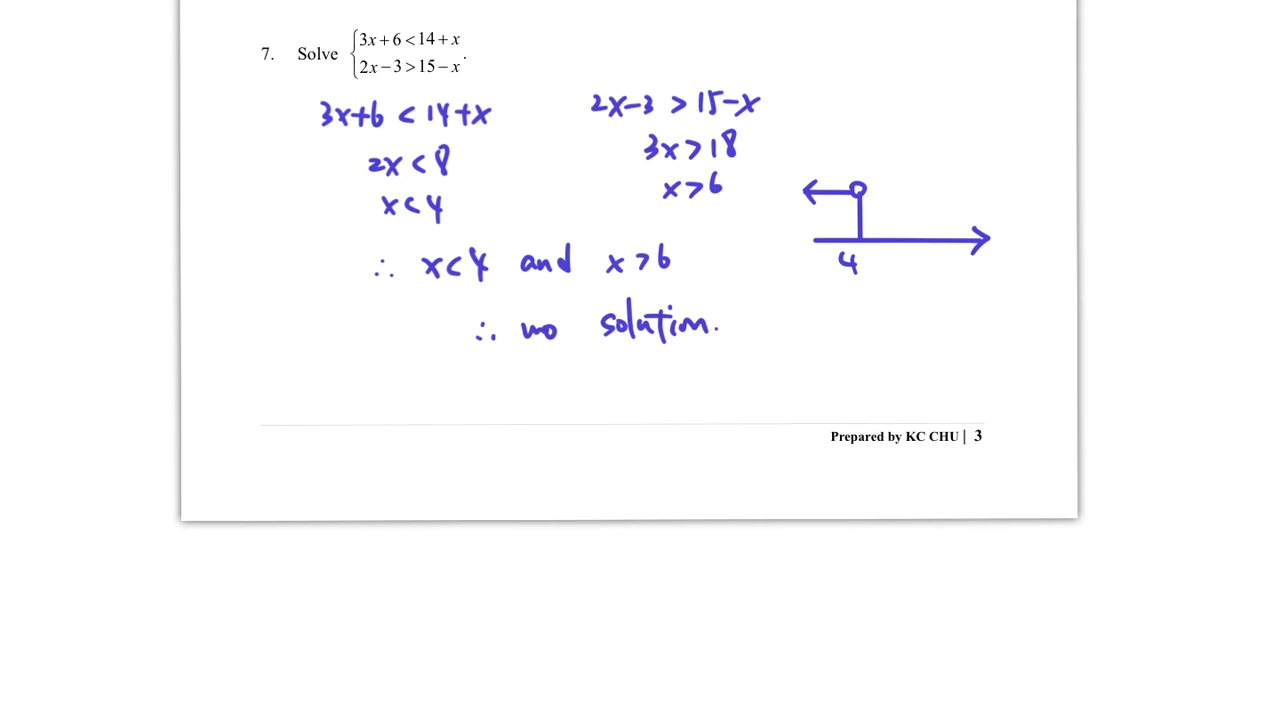 7. Solve { 3x+6<14+x
2x−3>15−x .
3x+6 < 14+x
2x < 8
x < 4
2x-3 > 15-x
3x > 18
x > 6
∴ x < 4 and x > 6
∴ no solution.
4
Prepared by KC CHU | 3